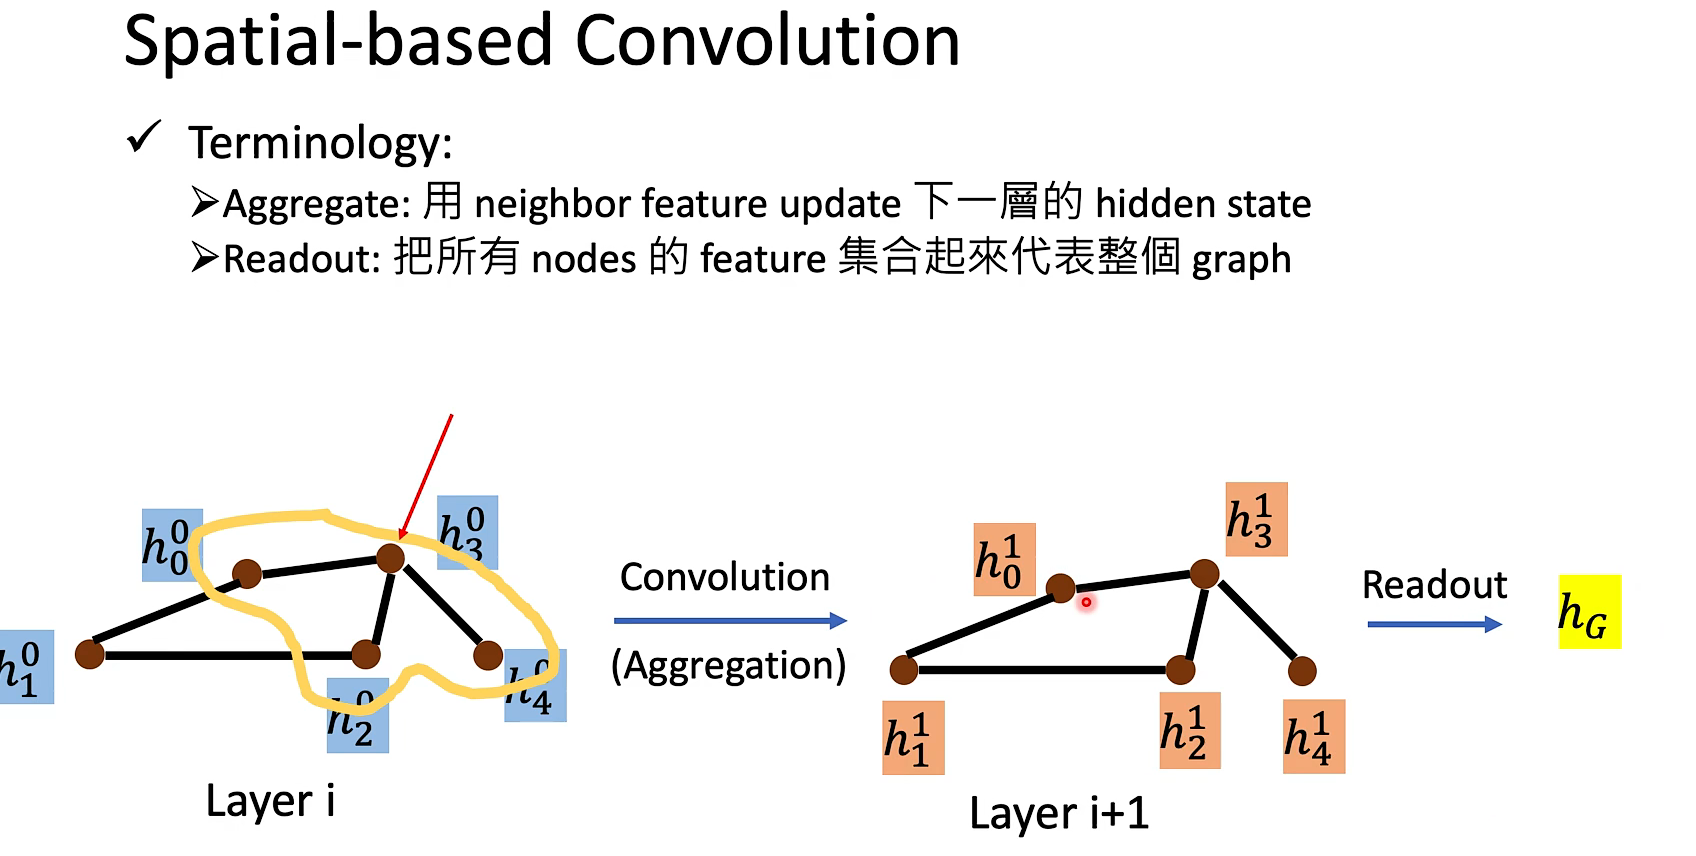 Spatial-based Convolution
✓ Terminology:
➤Aggregate: 用 neighbor feature update 下一層的 hidden state
➤Readout: 把所有 nodes 的 feature 集合起來代表整個 graph
h_0^0
h_3^0
h_1^0
h_2^0
h_4^0
Layer i
Convolution
(Aggregation)
h_0^1
h_3^1
h_1^1
h_2^1
h_4^1
Layer i+1
Readout
h_G